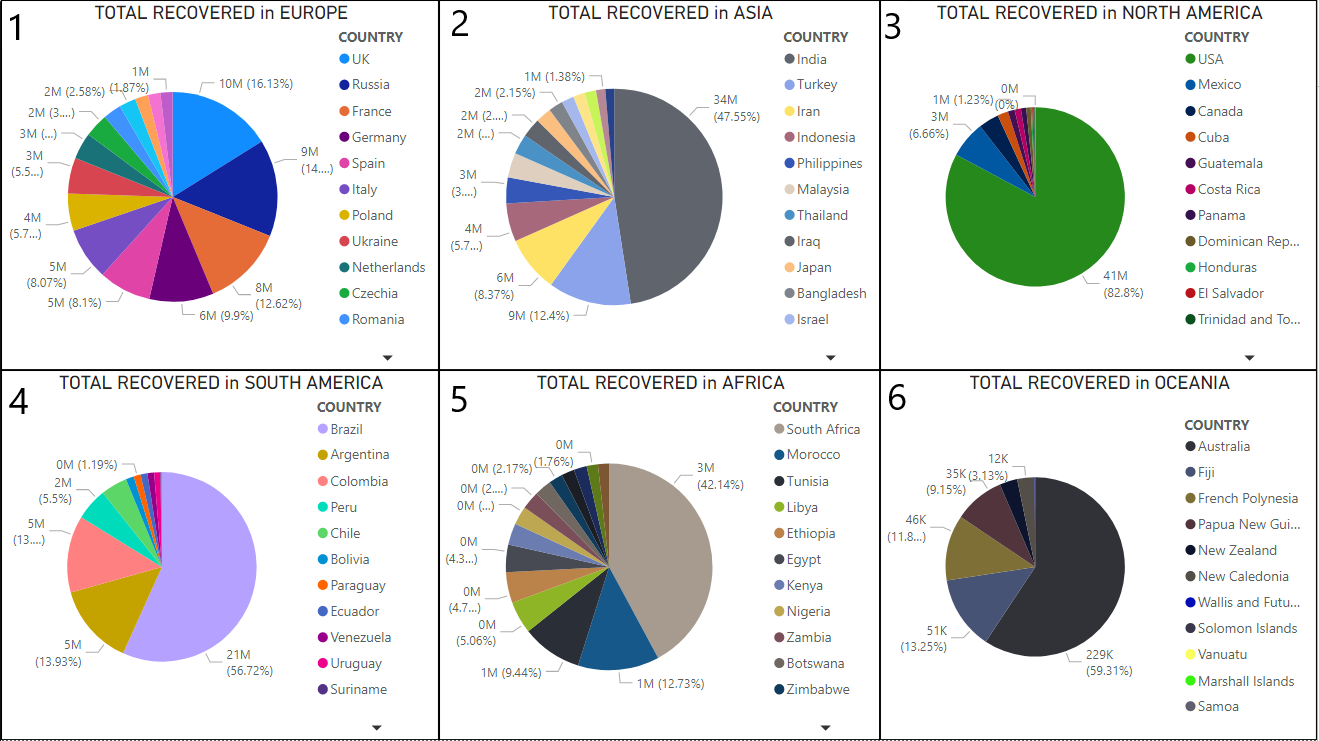 1
TOTAL RECOVERED in EUROPE
COUNTRY
UK
Russia
France
Germany
Spain
Italy
Poland
Ukraine
Netherlands
Czechia
Romania
10M (16.13%)
9M
(14....)
8M
(12.62%)
6M (9.9%)
5M (8.1%)
5M
(8.07%)
4M
(5.7...)
3M
(5.5...)
3M (...)
2M (3....)
2M (2.58%)
1M
(1.87%)
2
TOTAL RECOVERED in ASIA
COUNTRY
India
Turkey
Iran
Indonesia
Philippines
Malaysia
Thailand
Iraq
Japan
Bangladesh
Israel
34M
(47.55%)
9M (12.4%)
6M
(8.37%)
4M
(5.7...)
3M
(3....)
2M (...)
2M (2....)
2M (2.15%)
1M (1.38%)
3
TOTAL RECOVERED in NORTH AMERICA
COUNTRY
USA
Mexico
Canada
Cuba
Guatemala
Costa Rica
Panama
Dominican Rep...
Honduras
El Salvador
Trinidad and To...
41M
(82.8%)
3M
(6.66%)
1M (1.23%)
0M
(0%)
4
TOTAL RECOVERED in SOUTH AMERICA
COUNTRY
Brazil
Argentina
Colombia
Peru
Chile
Bolivia
Paraguay
Ecuador
Venezuela
Uruguay
Suriname
21M
(56.72%)
5M
(13.93%)
5M
(13....)
2M
(5.5%)
0M (1.19%)
5
TOTAL RECOVERED in AFRICA
COUNTRY
South Africa
Morocco
Tunisia
Libya
Ethiopia
Egypt
Kenya
Nigeria
Zambia
Botswana
Zimbabwe
3M
(42.14%)
1M (12.73%)
1M (9.44%)
0M
(5.06%)
0M
(4.7...)
0M
(4.3...)
0M (...)
0M (2....)
0M (2.17%)
0M
(1.76%)
6
TOTAL RECOVERED in OCEANIA
COUNTRY
Australia
Fiji
French Polynesia
Papua New Gui...
New Zealand
New Caledonia
Wallis and Futu...
Solomon Islands
Vanuatu
Marshall Islands
Samoa
229K
(59.31%)
51K
(13.25%)
46K
(11.8...)
35K
(9.15%)
12K
(3.13%)